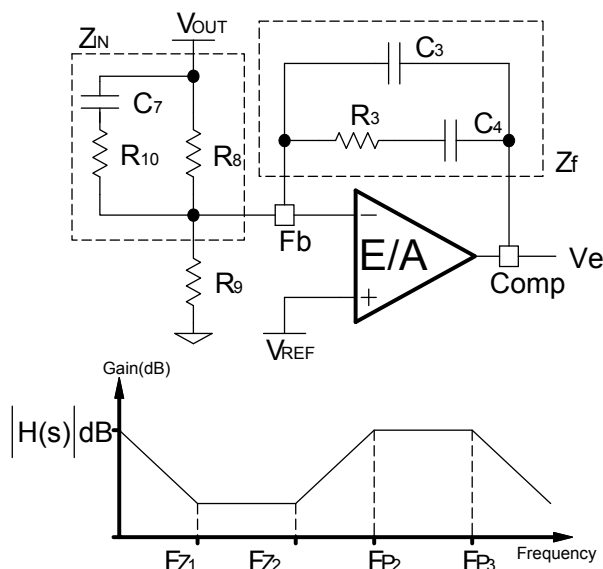 ZIN
VOUT
C7
R10
R8
C3
R3
C4
Zf
Fb
E/A
Ve
Comp
R9
VREF
Gain(dB)
|H(s)|dB
FZ1
FZ2
FP2
FP3
Frequency